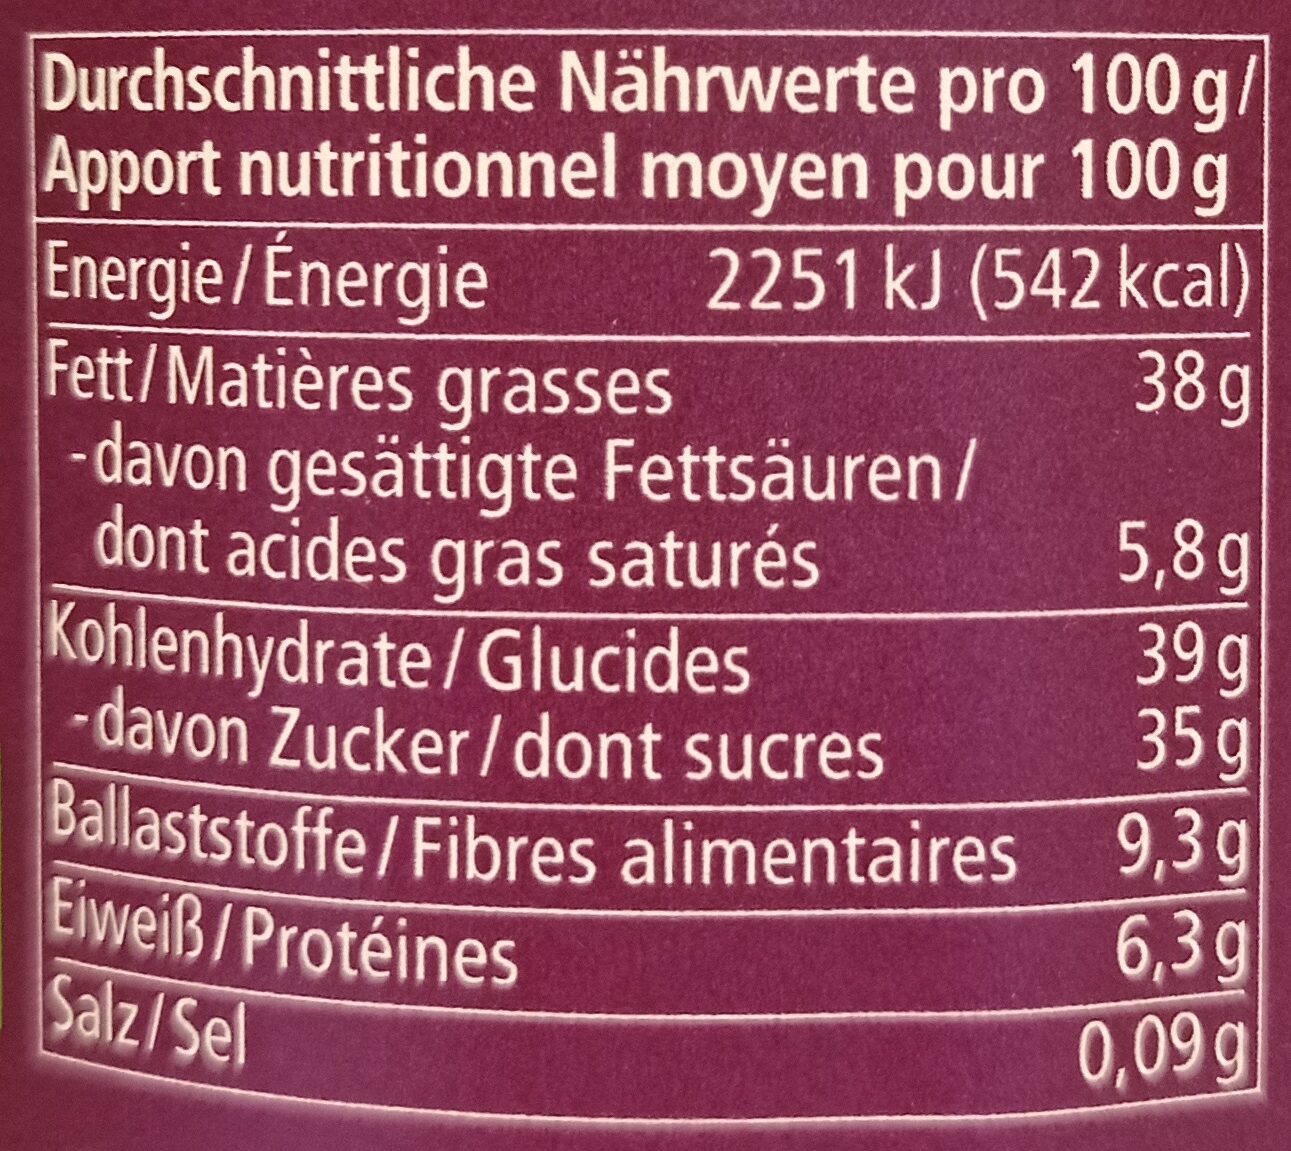 Durchschnittliche Nährwerte pro 100 g/
Apport nutritionnel moyen pour 100 g
Energie / Énergie 2251 kJ (542 kcal)
Fett / Matières grasses 38 g
- davon gesättigte Fettsäuren /
dont acides gras saturés 5,8 g
Kohlenhydrate / Glucides 39 g
- davon Zucker / dont sucres 35 g
Ballaststoffe / Fibres alimentaires 9,3 g
Eiweiß / Protéines 6,3 g
Salz / Sel 0,09 g